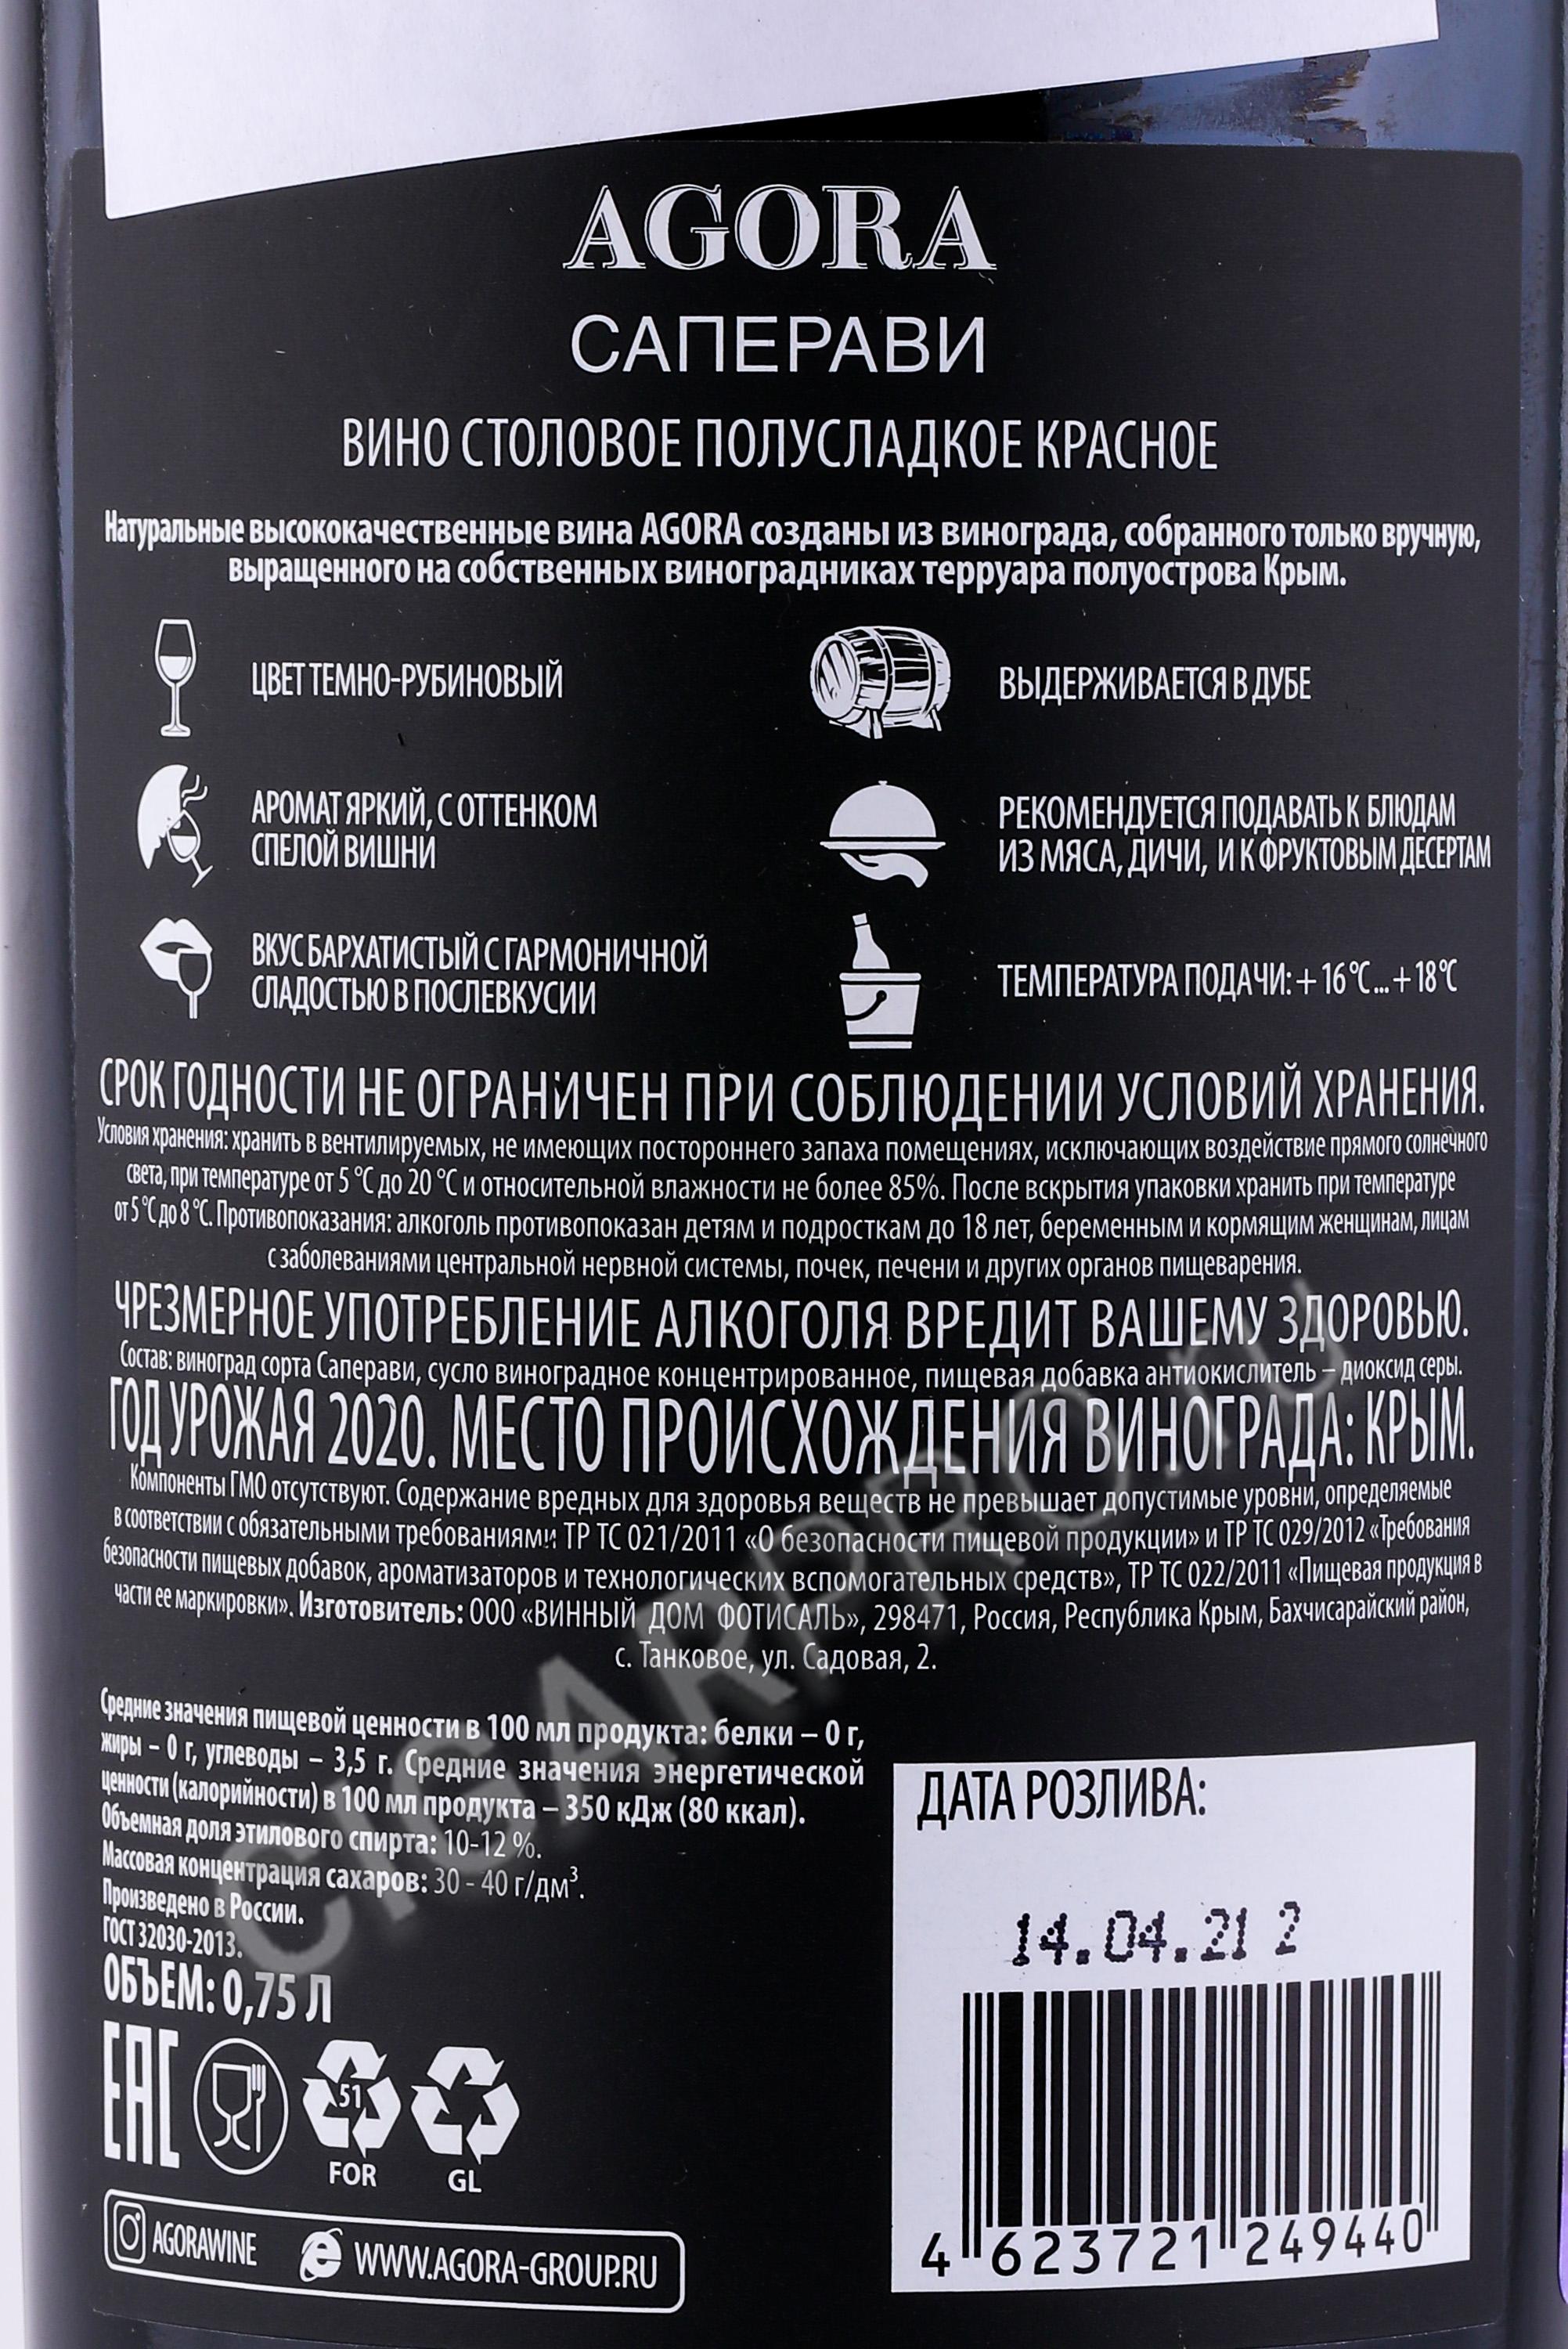 AGORA
САПЕРАВИ
ВИНО СТОЛОВОЕ ПОЛУСЛАДКОЕ КРАСНОЕ
Натуральные высококачественные вина AGORA созданы из винограда, собранного только вручную,
выращенного на собственных виноградниках терруара полуострова Крым.
ЦВЕТ ТЕМНО-РУБИНОВЫЙ
АРОМАТ ЯРКИЙ, С ОТТЕНКОМ
СПЕЛОЙ ВИШНИ
ВКУС БАРХАТИСТЫЙ С ГАРМОНИЧНОЙ
СЛАДОСТЬЮ В ПОСЛЕВКУСИИ
ВЫДЕРЖИВАЕТСЯ В ДУБЕ
РЕКОМЕНДУЕТСЯ ПОДАВАТЬ К БЛЮДАМ
ИЗ МЯСА, ДИЧИ, И К ФРУКТОВЫМ ДЕСЕРТАМ
ТЕМПЕРАТУРА ПОДАЧИ: + 16 °С ... + 18 °С
СРОК ГОДНОСТИ НЕ ОГРАНИЧЕН ПРИ СОБЛЮДЕНИИ УСЛОВИЙ ХРАНЕНИЯ.
Условия хранения: хранить в вентилируемых, не имеющих постороннего запаха помещениях, исключающих воздействие прямого солнечного
света, при температуре от 5 °С до 20 °С и относительной влажности не более 85%. После вскрытия упаковки хранить при температуре
от 5 °С до 8 °С. Противопоказания: алкоголь противопоказан детям и подросткам до 18 лет, беременным и кормящим женщинам, лицам
с заболеваниями центральной нервной системы, почек, печени и других органов пищеварения.
ЧРЕЗМЕРНОЕ УПОТРЕБЛЕНИЕ АЛКОГОЛЯ ВРЕДИТ ВАШЕМУ ЗДОРОВЬЮ.
Состав: виноград сорта Саперави, сусло виноградное концентрированное, пищевая добавка антиокислитель – диоксид серы.
ГОД УРОЖАЯ 2020. МЕСТО ПРОИСХОЖДЕНИЯ ВИНОГРАДА: КРЫМ.
Компоненты ГМО отсутствуют. Содержание вредных для здоровья веществ не превышает допустимые уровни, определяемые
в соответствии с обязательными требованиями ТР ТС 021/2011 «О безопасности пищевой продукции» и ТР ТС 029/2012 «Требования
безопасности пищевых добавок, ароматизаторов и технологических вспомогательных средств», ТР ТС 022/2011 «Пищевая продукция в
части ее маркировки». Изготовитель: ООО «ВИННЫЙ ДОМ ФОТИСАЛЬ», 298471, Россия, Республика Крым, Бахчисарайский район,
с. Танковое, ул. Садовая, 2.
Средние значения пищевой ценности в 100 мл продукта: белки – 0 г,
жиры – 0 г, углеводы – 3,5 г. Средние значения энергетической
ценности (калорийности) в 100 мл продукта – 350 кДж (80 ккал).
Объемная доля этилового спирта: 10-12 %.
Массовая концентрация сахаров: 30 - 40 г/дм³.
Произведено в России.
ГОСТ 32030-2013.
ОБЪЕМ: 0,75 Л
EAC
51
FOR
GL
AGORAWINE
WWW.AGORA-GROUP.RU
ДАТА РОЗЛИВА:
14.04.21 2
4 623721 249440
CIGARPRO.ru